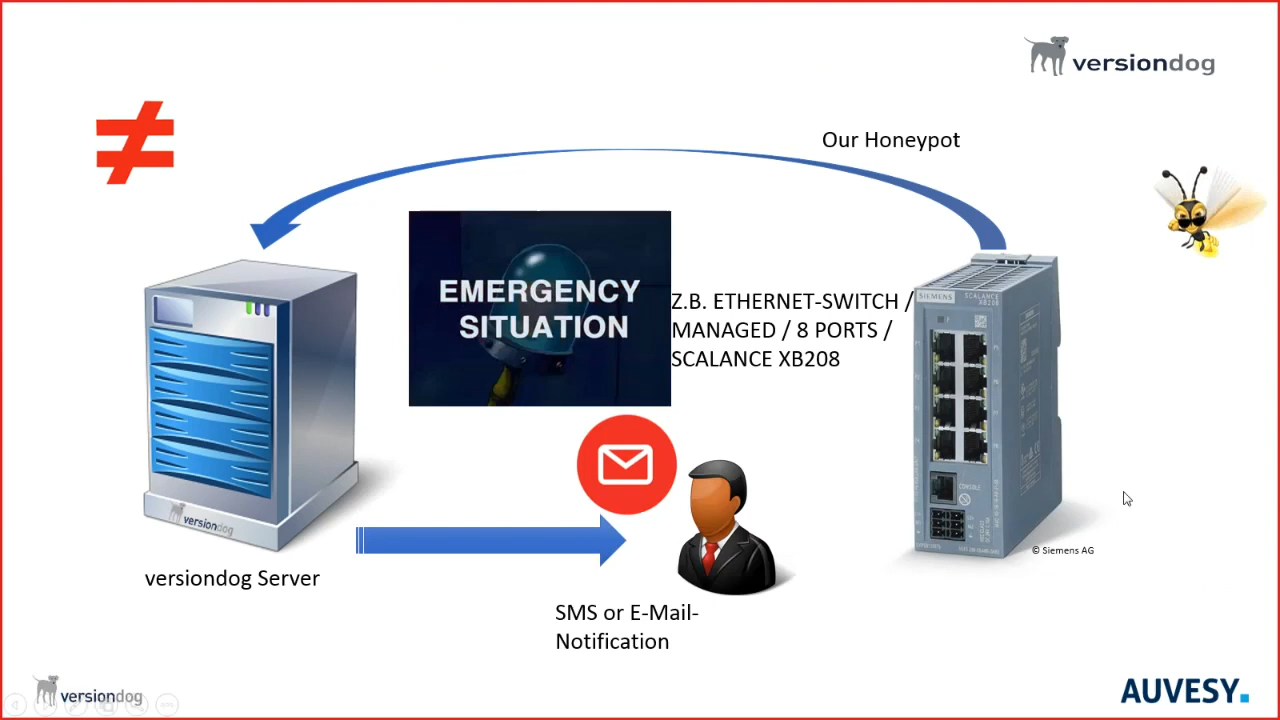 versiondog
Our Honeypot
EMERGENCY
SITUATION
Z.B. ETHERNET-SWITCH /
MANAGED / 8 PORTS /
SCALANCE XB208
SIEMENS
SCALANCE
XB208
CONSOLE
© Siemens AG
versiondog
versiondog Server
SMS or E-Mail-
Notification
versiondog
AUVESY.